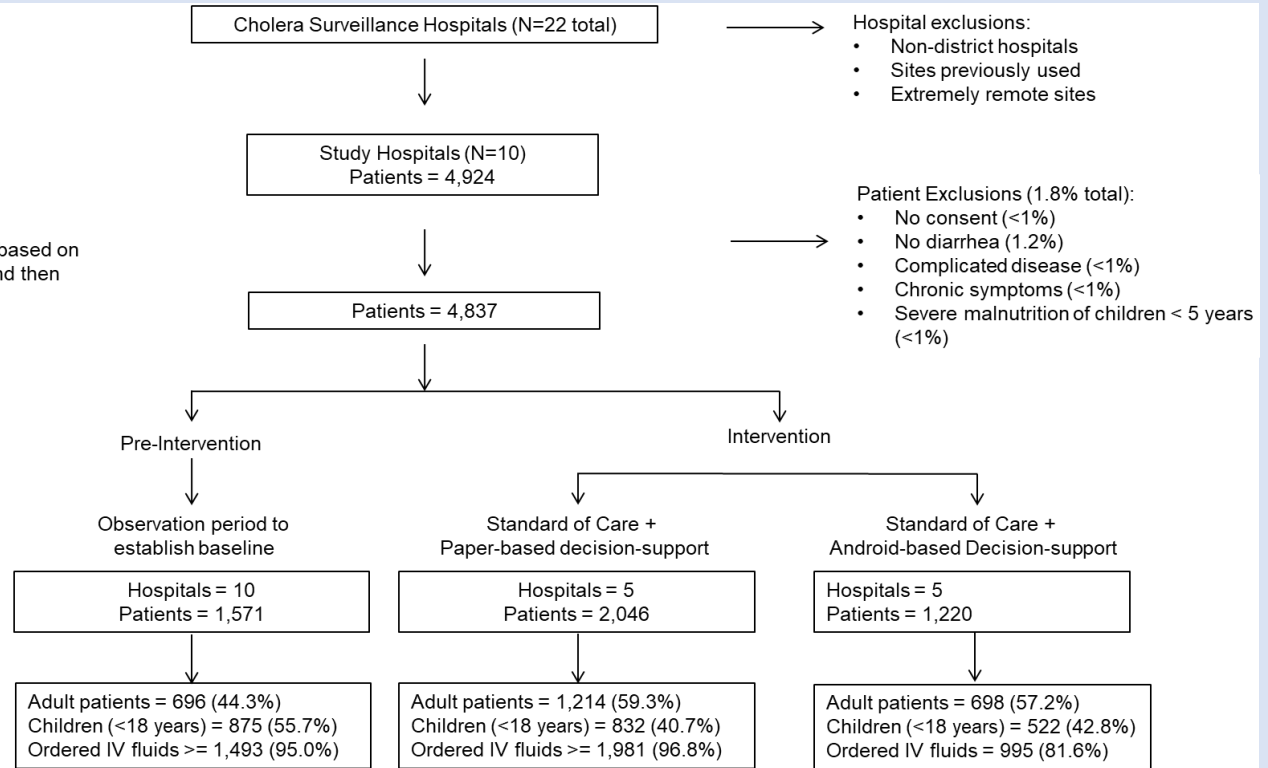 Cholera Surveillance Hospitals (N=22 total)
Hospital exclusions:
• Non-district hospitals
• Sites previously used
• Extremely remote sites
Study Hospitals (N=10)
Patients = 4,924
Patient Exclusions (1.8% total):
• No consent (<1%)
• No diarrhea (1.2%)
• Complicated disease (<1%)
• Chronic symptoms (<1%)
• Severe malnutrition of children < 5 years
(<1%)
based on
nd then
Patients = 4,837
Pre-Intervention
Intervention
Observation period to
establish baseline
Standard of Care +
Paper-based decision-support
Standard of Care +
Android-based Decision-support
Hospitals = 10
Patients = 1,571
Hospitals = 5
Patients = 2,046
Hospitals = 5
Patients = 1,220
Adult patients = 696 (44.3%)
Children (<18 years) = 875 (55.7%)
Ordered IV fluids >= 1,493 (95.0%)
Adult patients = 1,214 (59.3%)
Children (<18 years) = 832 (40.7%)
Ordered IV fluids >= 1,981 (96.8%)
Adult patients = 698 (57.2%)
Children (<18 years) = 522 (42.8%)
Ordered IV fluids = 995 (81.6%)